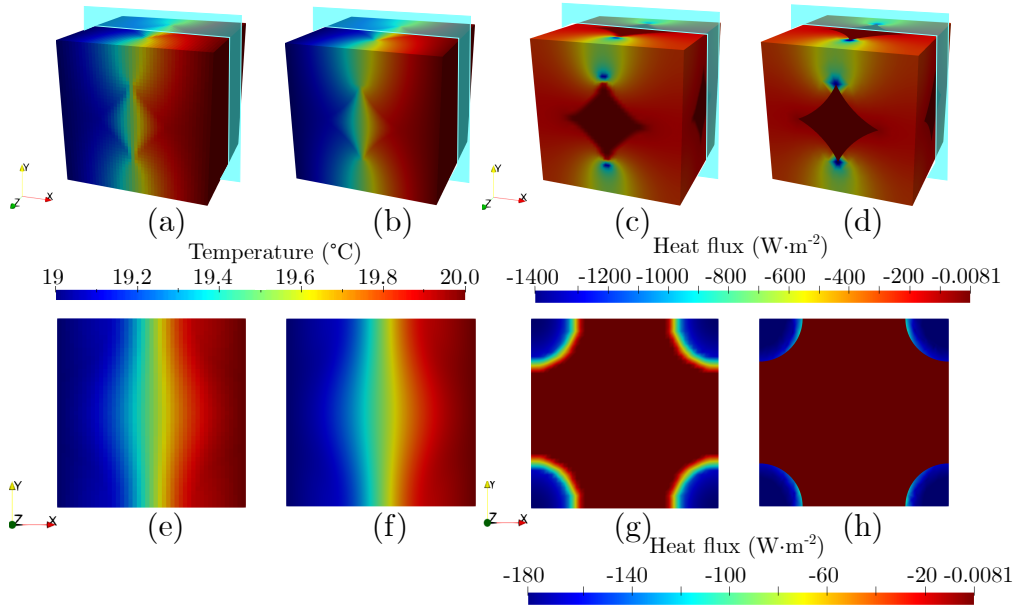 Y
X
Z
Y
X
Z
(a) (b) (c) (d)
Temperature (°C)
19 19.2 19.4 19.6 19.8 20.0
Heat flux (W·m-2)
-1400 -1200 -1000 -800 -600 -400 -200 -0.0081
Y
Z X
Y
Z X
(e) (f) (g) (h)
Heat flux (W·m-2)
-180 -140 -100 -60 -20 -0.0081